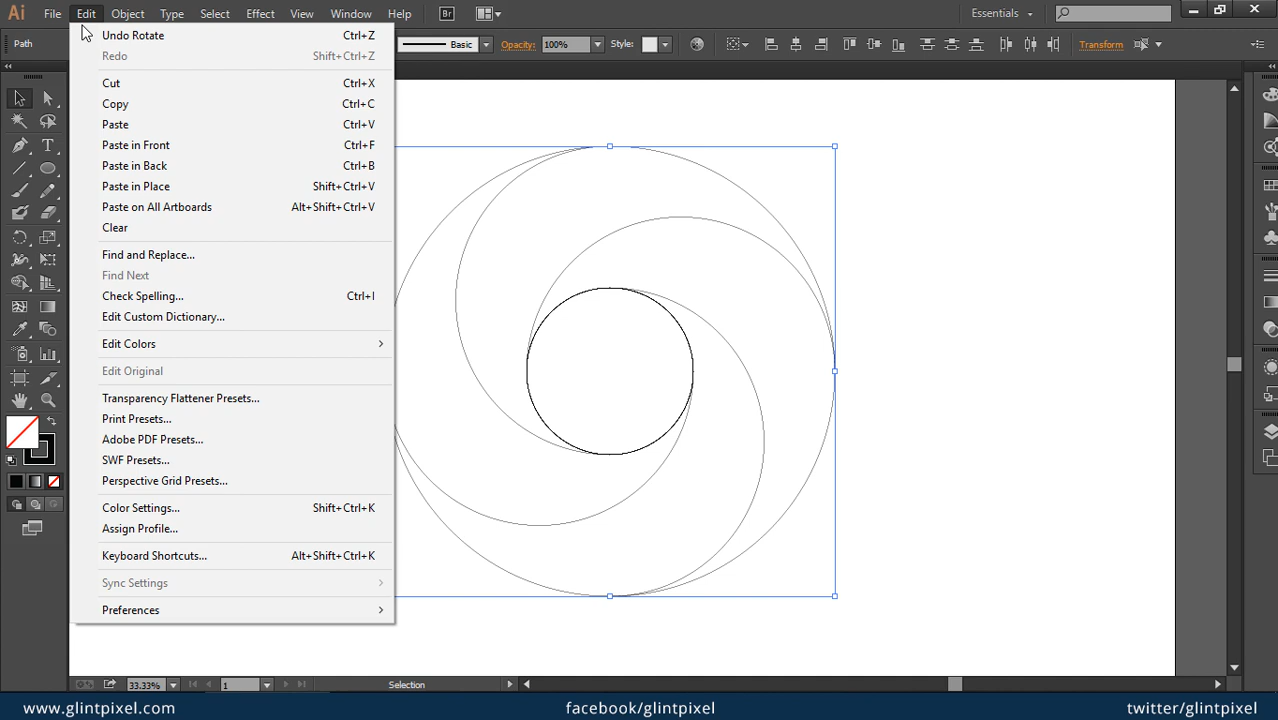 Ai File Edit Object Type Select Effect View Window Help Br Essentials
Path Basic Opacity: 100% Style: Transform
Undo Rotate Ctrl+Z
Redo Shift+Ctrl+Z
Cut Ctrl+X
Copy Ctrl+C
Paste Ctrl+V
Paste in Front Ctrl+F
Paste in Back Ctrl+B
Paste in Place Shift+Ctrl+V
Paste on All Artboards Alt+Shift+Ctrl+V
Clear
Find and Replace...
Find Next
Check Spelling... Ctrl+I
Edit Custom Dictionary...
Edit Colors
Edit Original
Transparency Flattener Presets...
Print Presets...
Adobe PDF Presets...
SWF Presets...
Perspective Grid Presets...
Color Settings... Shift+Ctrl+K
Assign Profile...
Keyboard Shortcuts... Alt+Shift+Ctrl+K
Sync Settings
Preferences
33.33% 1 Selection
www.glintpixel.com facebook/glintpixel twitter/glintpixel